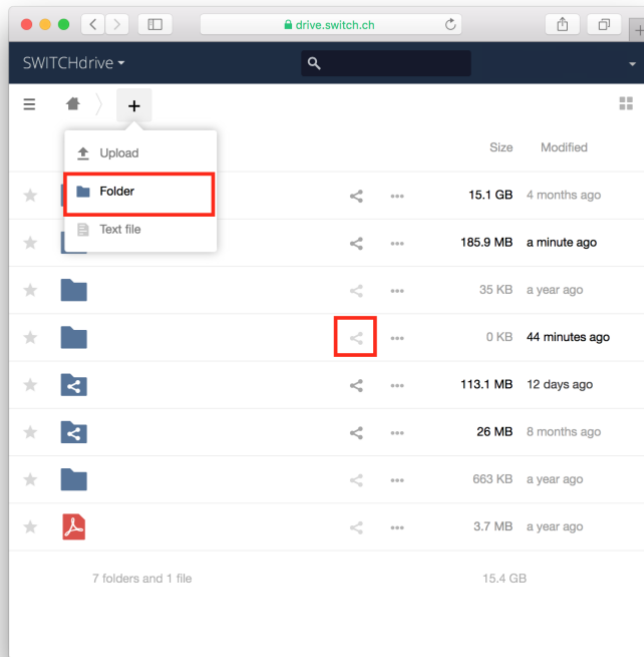 drive.switch.ch
SWITCHdrive
Upload
Size Modified
Folder
15.1 GB 4 months ago
Text file
185.9 MB a minute ago
35 KB a year ago
0 KB 44 minutes ago
113.1 MB 12 days ago
26 MB 8 months ago
663 KB a year ago
3.7 MB a year ago
7 folders and 1 file 15.4 GB